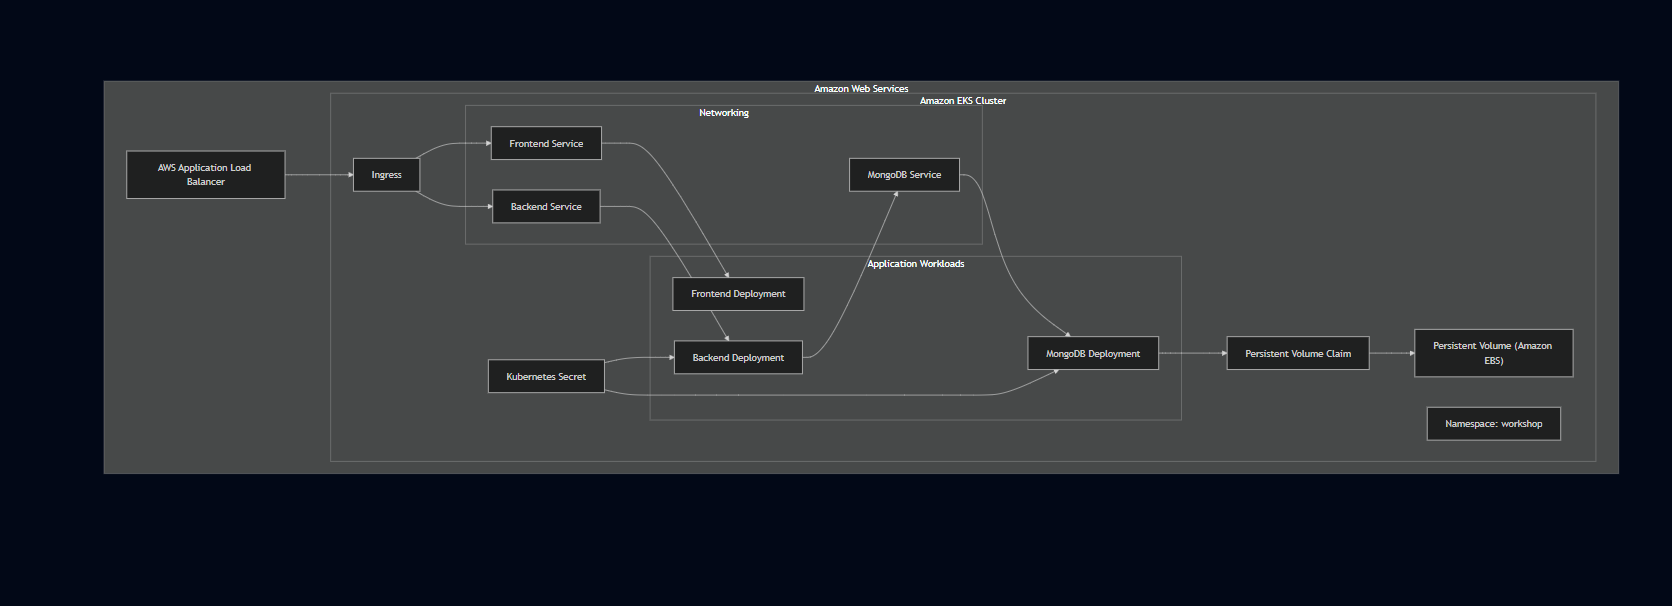 Amazon Web Services
Amazon EKS Cluster
Networking
AWS Application Load
Balancer
Ingress
Frontend Service
Backend Service
MongoDB Service
Application Workloads
Frontend Deployment
Backend Deployment
Kubernetes Secret
MongoDB Deployment
Persistent Volume Claim
Persistent Volume (Amazon
EBS)
Namespace: workshop